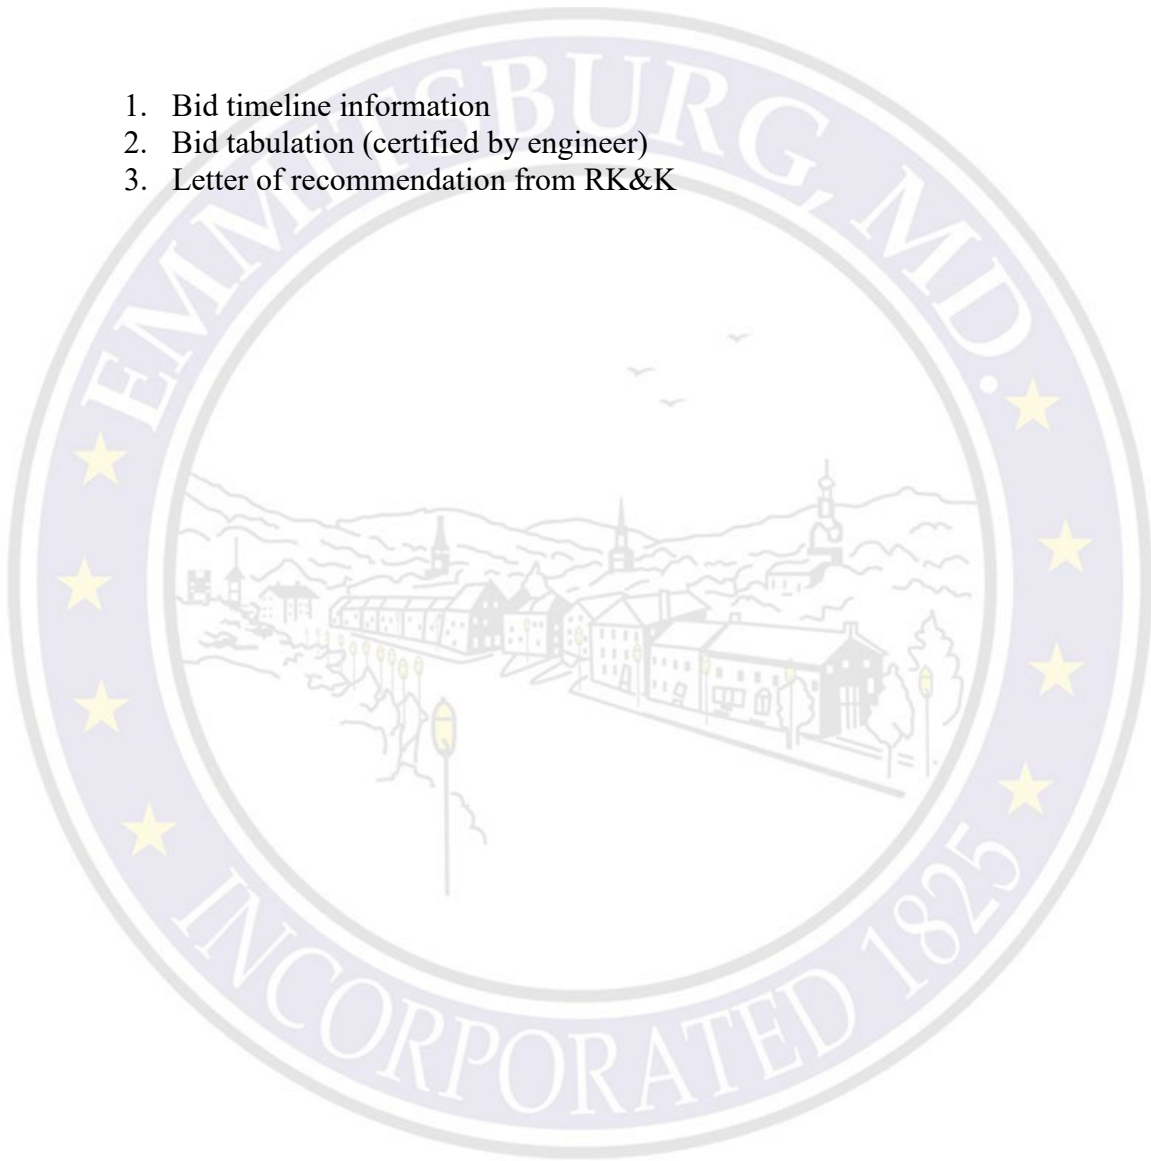 1. Bid timeline information
2. Bid tabulation (certified by engineer)
3. Letter of recommendation from RK&K
EMMITSBURG, MD.
INCORPORATED 1825